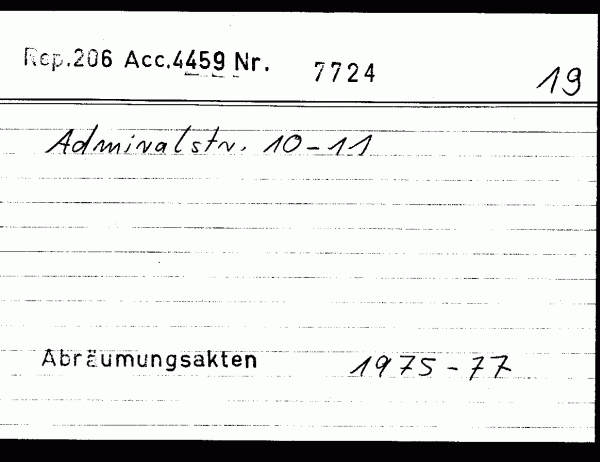 Rep.206 Acc.4459 Nr. 7724 19
Admiralstr. 10-11
Abräumungsakten 1975-77